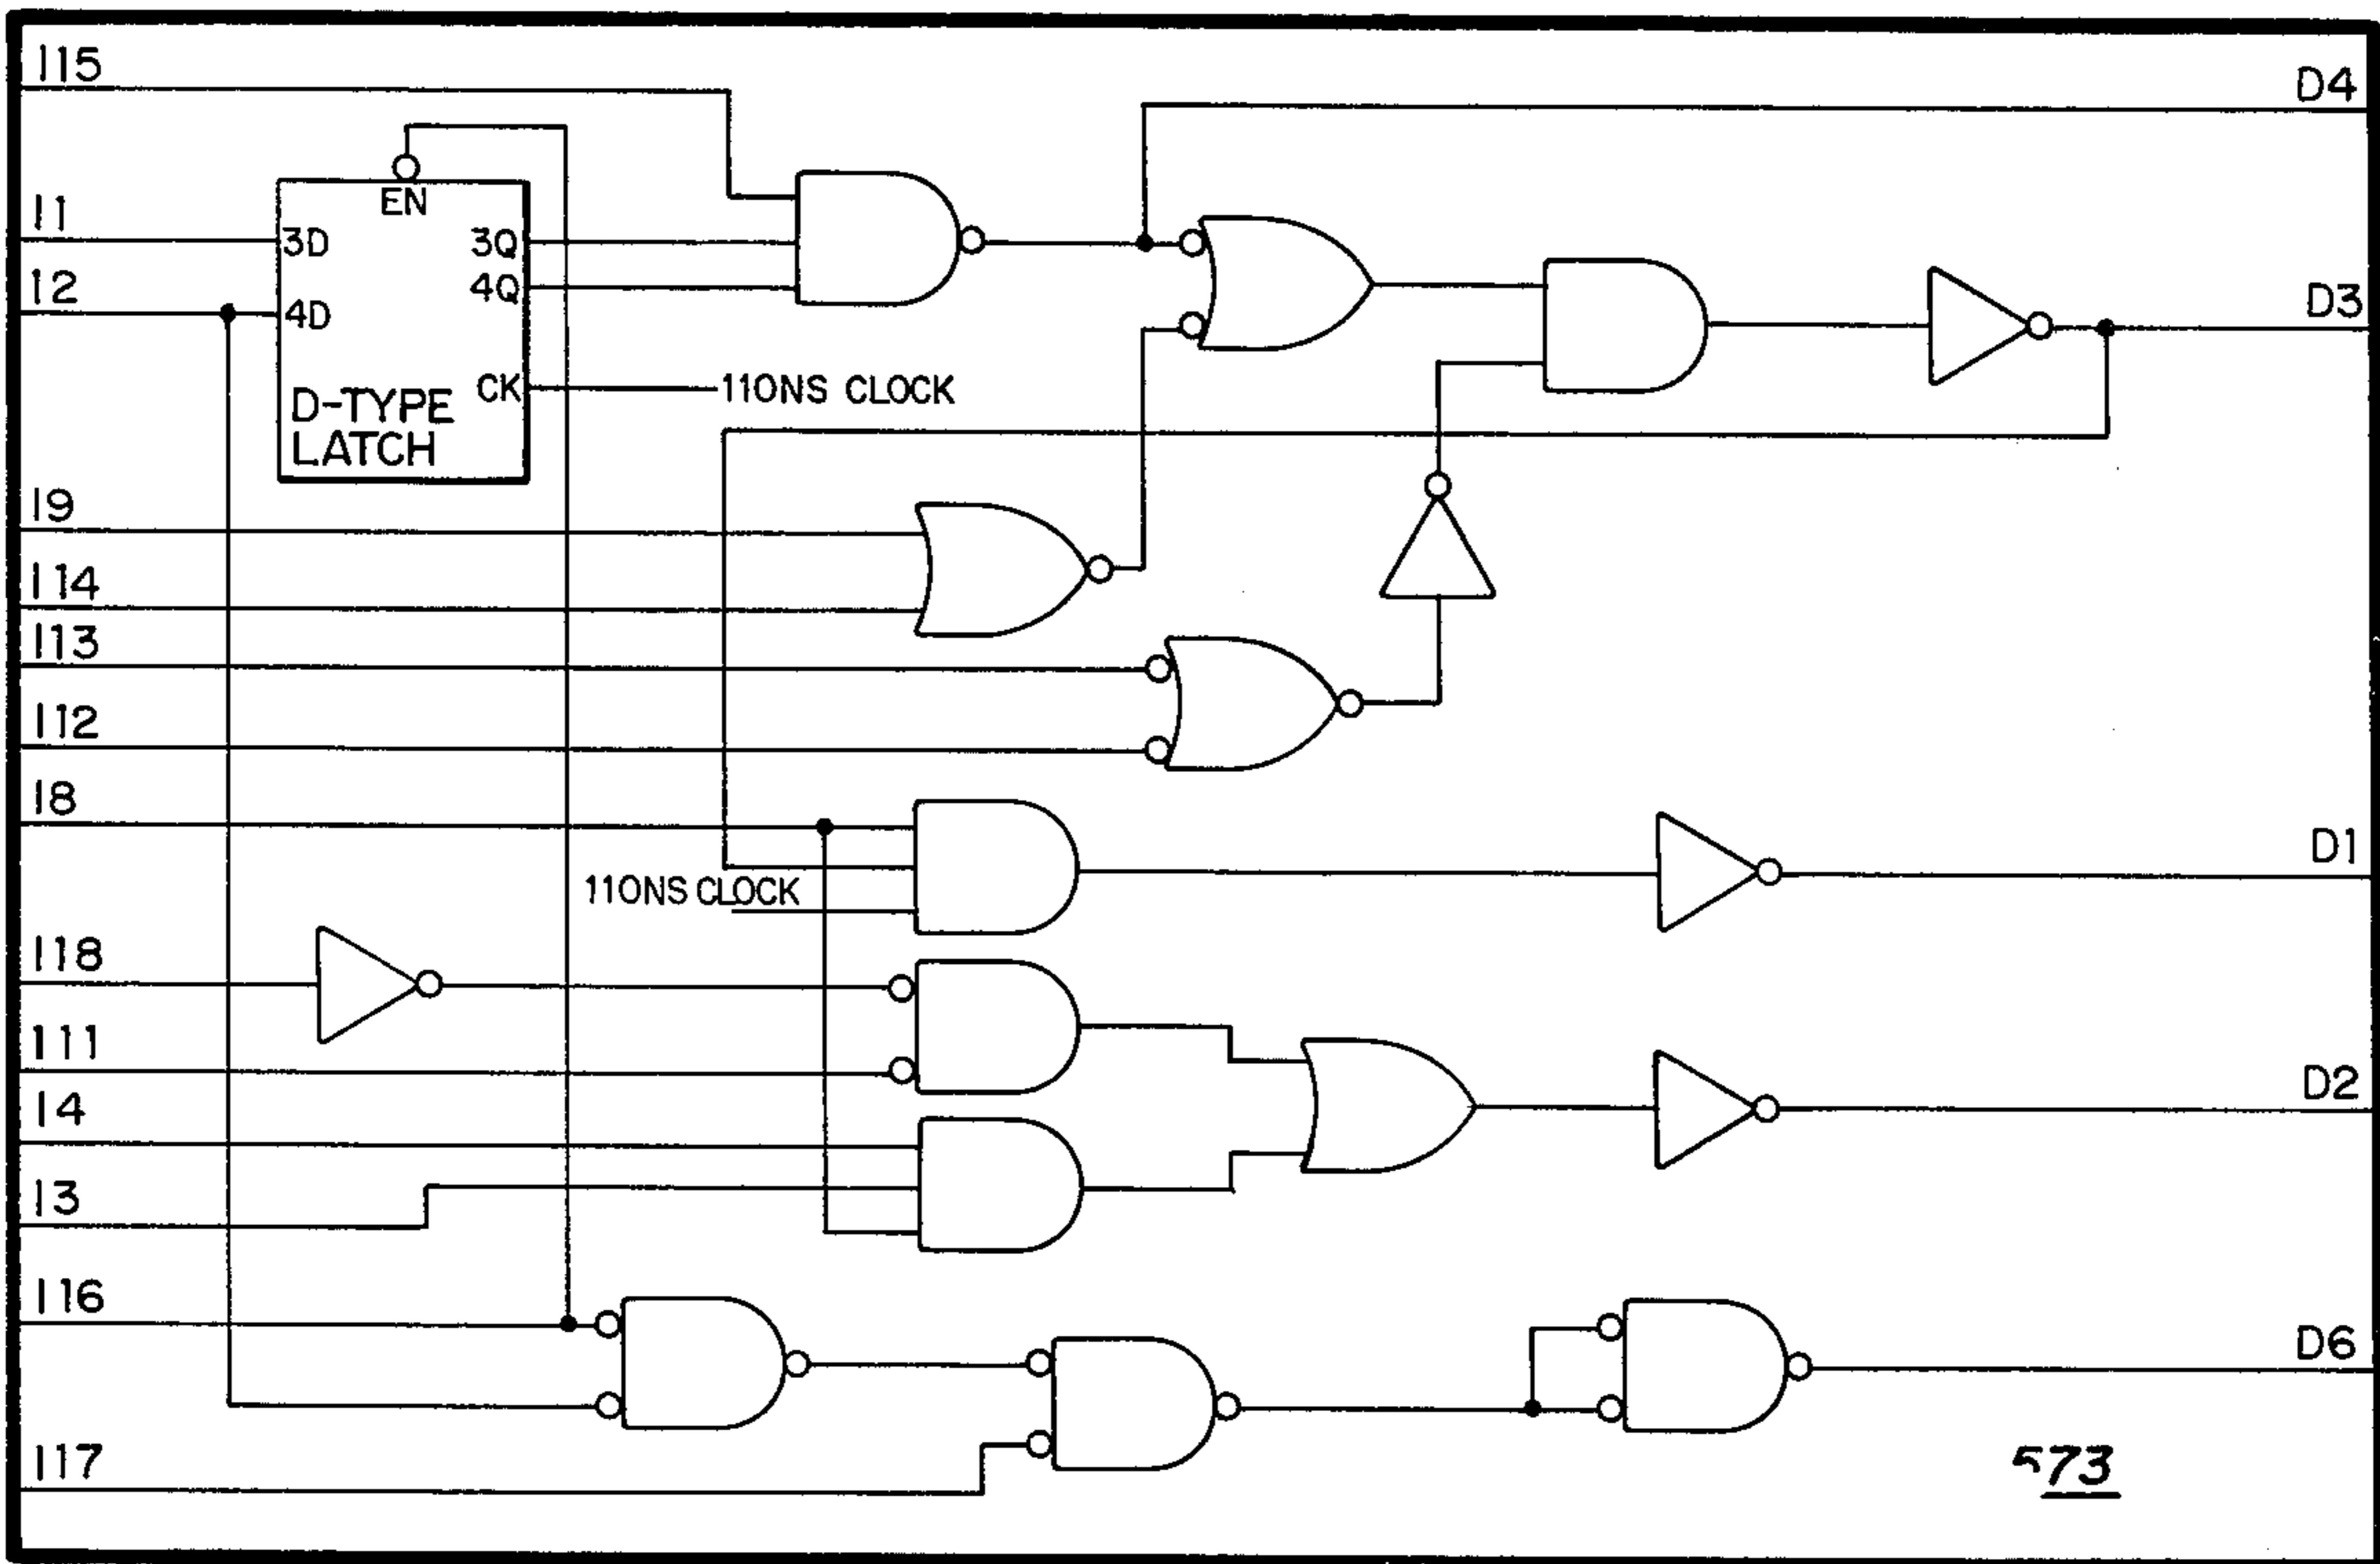 I15
D4
EN
I1
3D
3Q
I2
4Q
4D
D3
CK
110NS CLOCK
D-TYPE
LATCH
I9
I14
I13
I12
I8
D1
110NS CLOCK
I18
I11
D2
I4
I3
I16
D6
I17
573